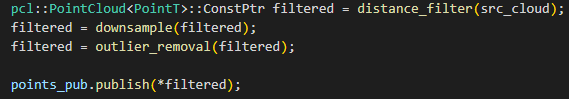 pcl::PointCloud<PointT>::ConstPtr filtered = distance_filter(src_cloud);
filtered = downsample(filtered);
filtered = outlier_removal(filtered);
points_pub.publish(*filtered);